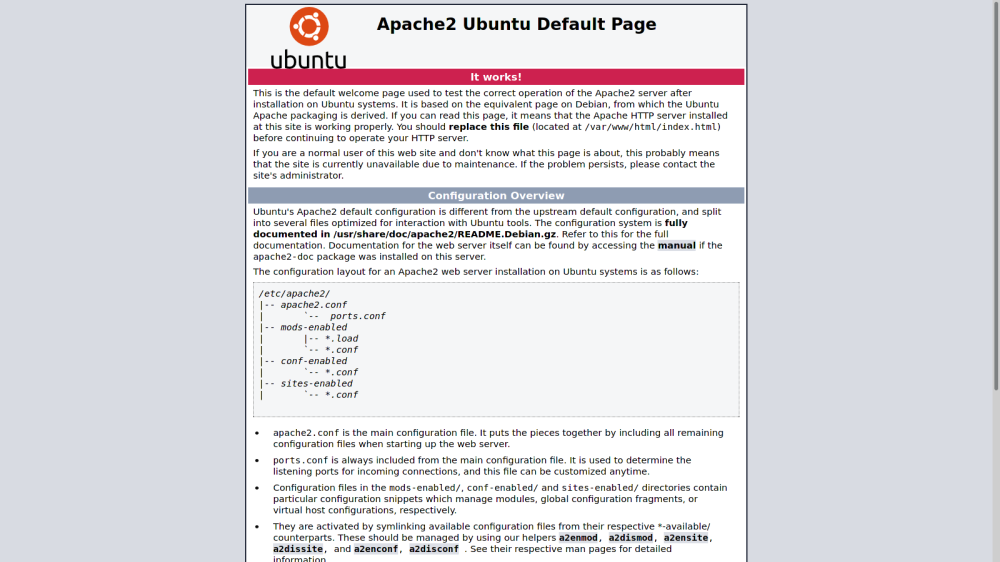 Apache2 Ubuntu Default Page
ubuntu
It works!
This is the default welcome page used to test the correct operation of the Apache2 server after
installation on Ubuntu systems. It is based on the equivalent page on Debian, from which the Ubuntu
Apache packaging is derived. If you can read this page, it means that the Apache HTTP server installed
at this site is working properly. You should replace this file (located at /var/www/html/index.html)
before continuing to operate your HTTP server.
If you are a normal user of this web site and don't know what this page is about, this probably means
that the site is currently unavailable due to maintenance. If the problem persists, please contact the
site's administrator.
Configuration Overview
Ubuntu's Apache2 default configuration is different from the upstream default configuration, and split
into several files optimized for interaction with Ubuntu tools. The configuration system is fully
documented in /usr/share/doc/apache2/README.Debian.gz. Refer to this for the full
documentation. Documentation for the web server itself can be found by accessing the manual if the
apache2-doc package was installed on this server.
The configuration layout for an Apache2 web server installation on Ubuntu systems is as follows:
/etc/apache2/
|-- apache2.conf
|       `--  ports.conf
|-- mods-enabled
|       |-- *.load
|       `-- *.conf
|-- conf-enabled
|       `-- *.conf
|-- sites-enabled
|       `-- *.conf
• apache2.conf is the main configuration file. It puts the pieces together by including all remaining
configuration files when starting up the web server.
• ports.conf is always included from the main configuration file. It is used to determine the
listening ports for incoming connections, and this file can be customized anytime.
• Configuration files in the mods-enabled/, conf-enabled/ and sites-enabled/ directories contain
particular configuration snippets which manage modules, global configuration fragments, or
virtual host configurations, respectively.
• They are activated by symlinking available configuration files from their respective *-available/
counterparts. These should be managed by using our helpers a2enmod, a2dismod, a2ensite,
a2dissite, and a2enconf, a2disconf . See their respective man pages for detailed
information.